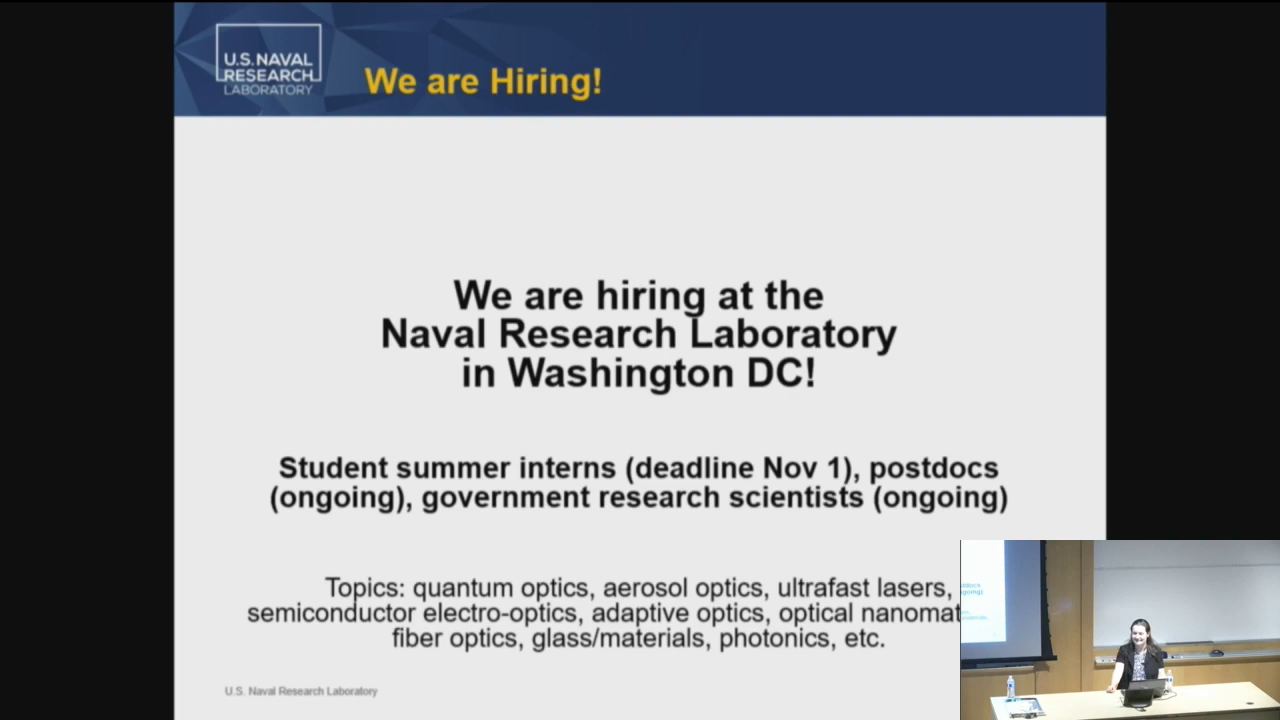 U.S. NAVAL
RESEARCH
LABORATORY
We are Hiring!
We are hiring at the
Naval Research Laboratory
in Washington DC!
Student summer interns (deadline Nov 1), postdocs
(ongoing), government research scientists (ongoing)
Topics: quantum optics, aerosol optics, ultrafast lasers,
semiconductor electro-optics, adaptive optics, optical nanomat
fiber optics, glass/materials, photonics, etc.
U.S. Naval Research Laboratory